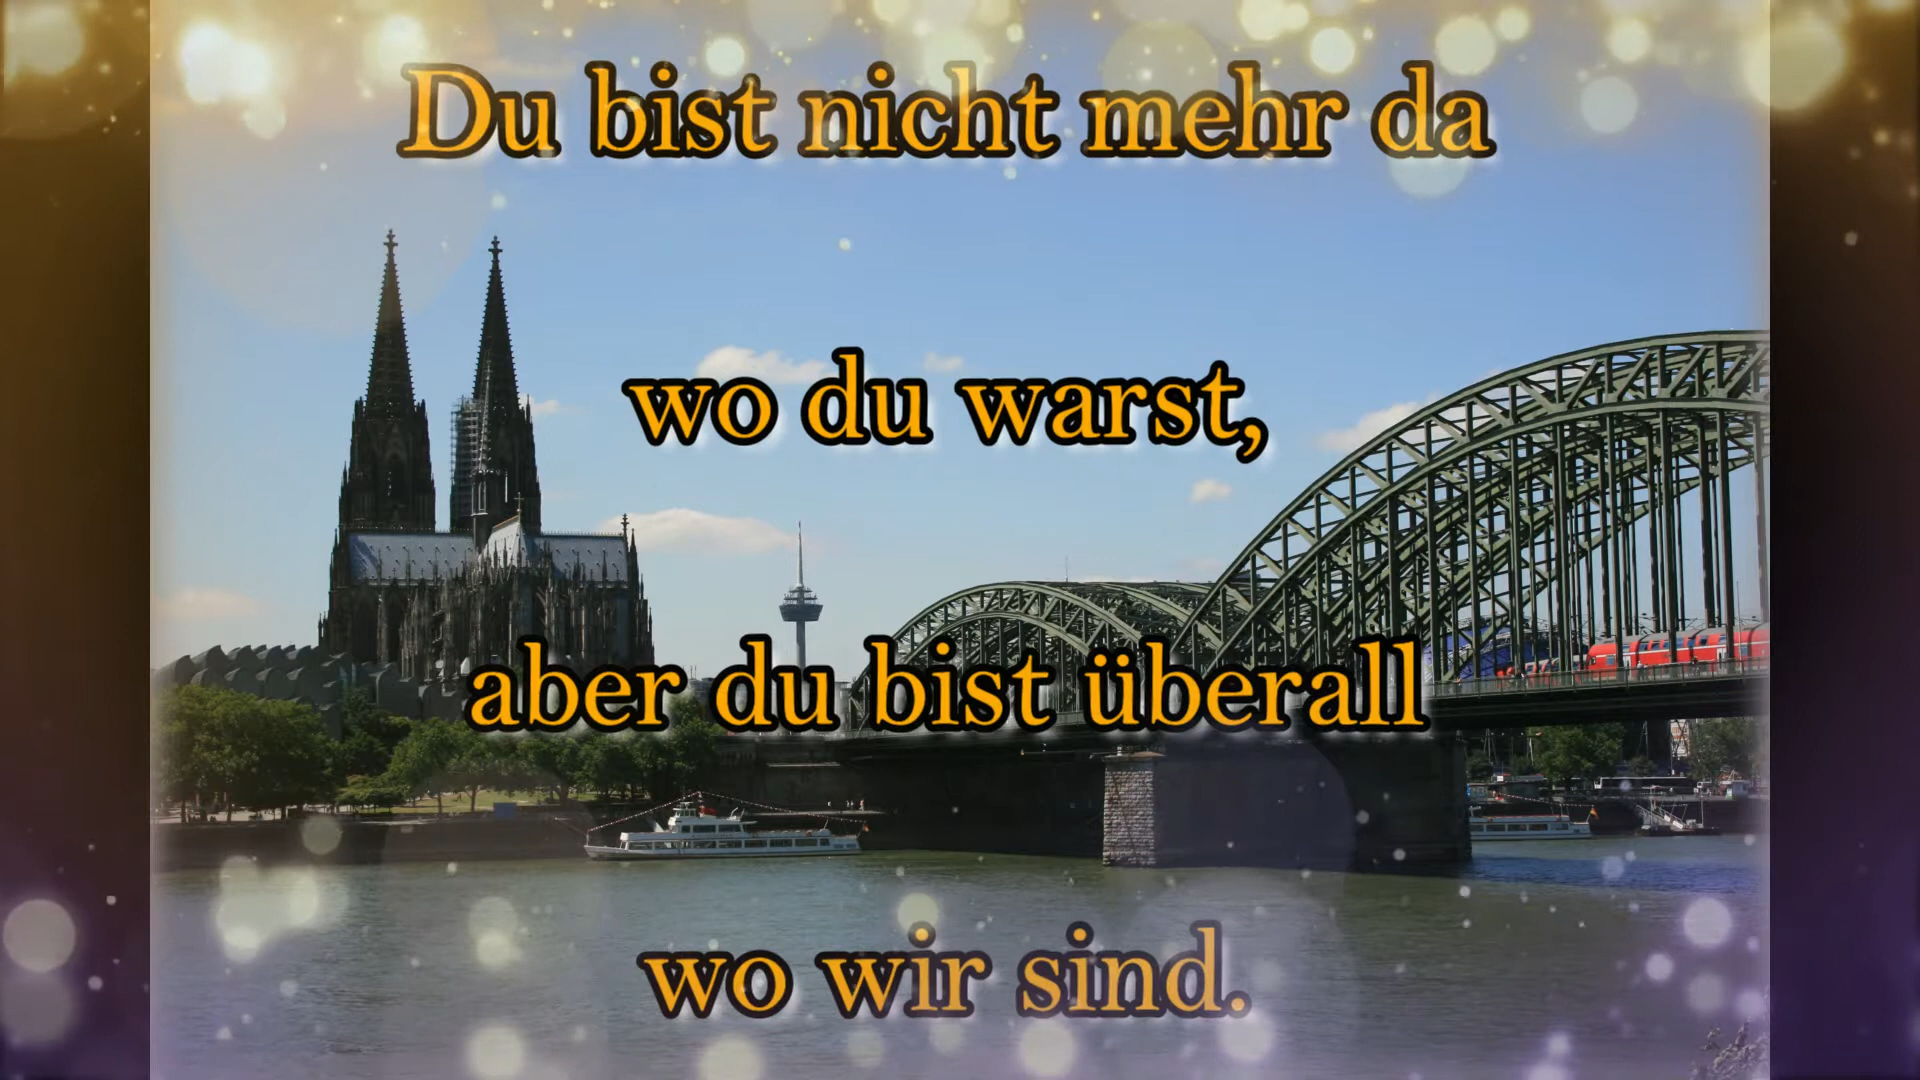 Du bist nicht mehr da
wo du warst,
aber du bist überall
wo wir sind.